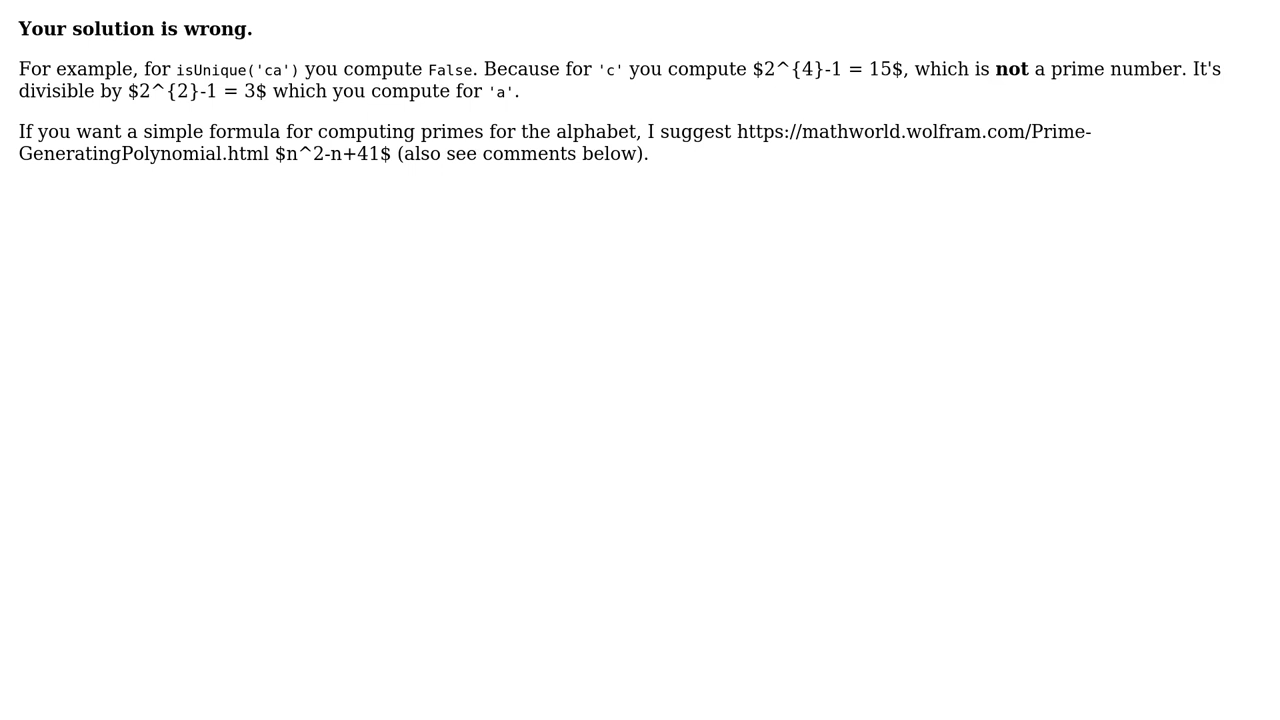 Your solution is wrong.
For example, for isUnique('ca') you compute False. Because for 'c' you compute $2^{4}-1 = 15$, which is not a prime number. It's
divisible by $2^{2}-1 = 3$ which you compute for 'a'.
If you want a simple formula for computing primes for the alphabet, I suggest https://mathworld.wolfram.com/Prime-
GeneratingPolynomial.html $n^2-n+41$ (also see comments below).